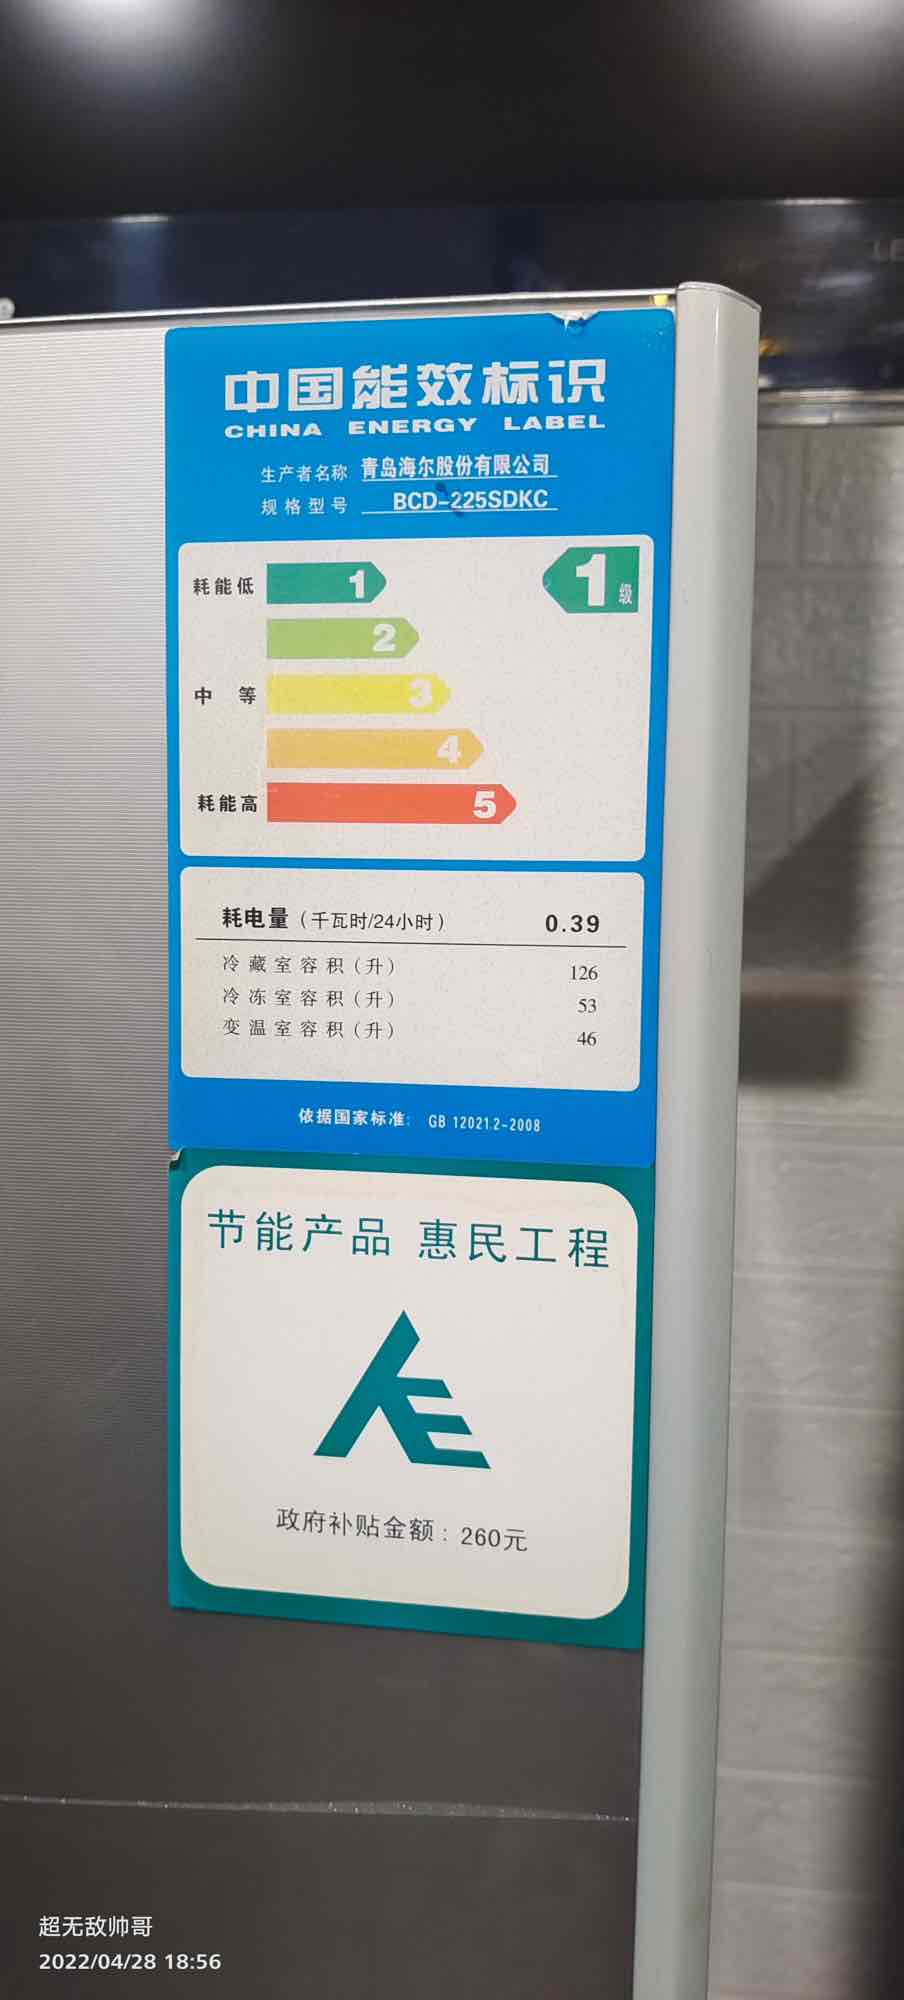 中国能效标识
CHINA ENERGY LABEL
生产者名称 青岛海尔股份有限公司
规格型号 BCD-225SDKC
耗能低 1 1级
2
中等 3
4
耗能高 5
耗电量（千瓦时/24小时） 0.39
冷藏室容积（升） 126
冷冻室容积（升） 53
变温室容积（升） 46
依据国家标准： GB 12021.2-2008
节能产品 惠民工程
政府补贴金额：260元
超无敌帅哥
2022/04/28 18:56